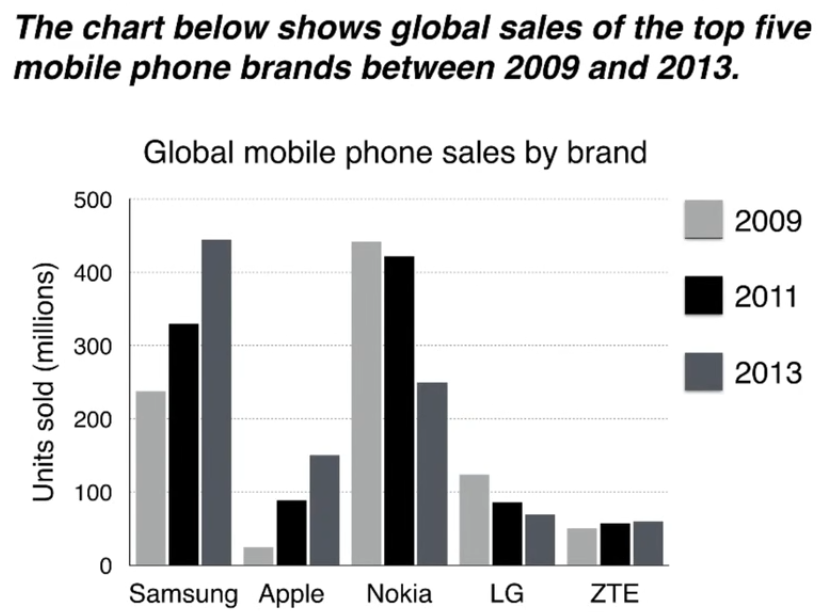 The chart below shows global sales of the top five
mobile phone brands between 2009 and 2013.
Global mobile phone sales by brand
500
400
300
200
100
0
Units sold (millions)
Samsung Apple Nokia LG ZTE
2009
2011
2013